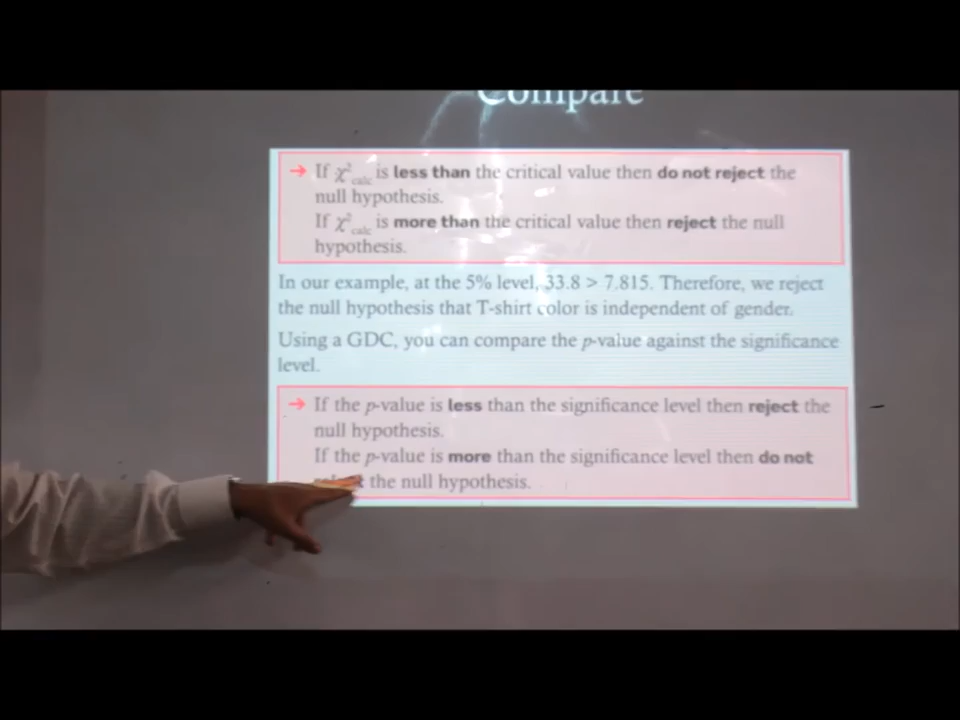 Compare
→ If χ²calc is less than the critical value then do not reject the
null hypothesis.
If χ²calc is more than the critical value then reject the null
hypothesis.
In our example, at the 5% level, 33.8 > 7.815. Therefore, we reject
the null hypothesis that T-shirt color is independent of gender.
Using a GDC, you can compare the p-value against the significance
level.
→ If the p-value is less than the significance level then reject the
null hypothesis.
If the p-value is more than the significance level then do not
the null hypothesis.